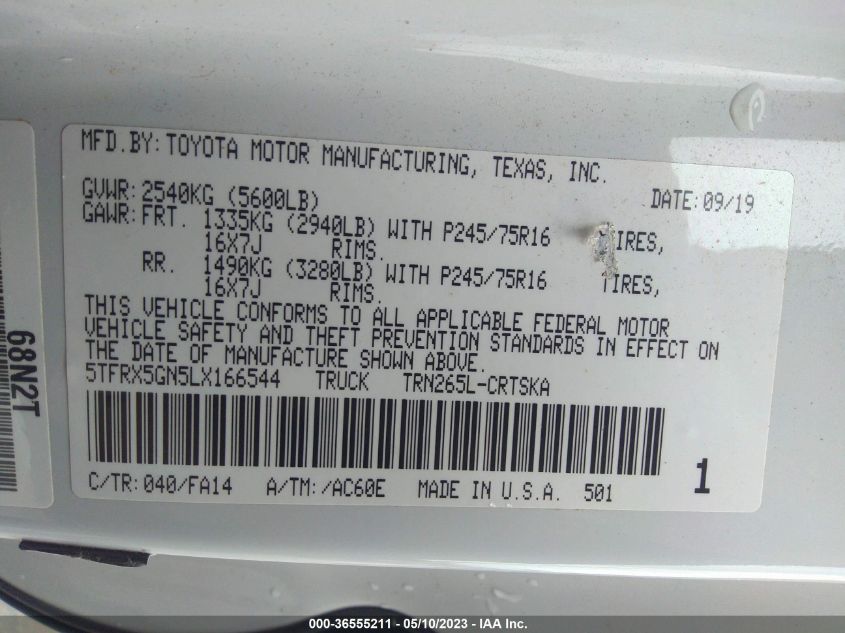 MFD.BY: TOYOTA MOTOR MANUFACTURING, TEXAS, INC.
GVWR: 2540KG (5600LB) DATE: 09/19
GAWR: FRT. 1335KG (2940LB) WITH P245/75R16 TIRES,
16X7J RIMS.
RR. 1490KG (3280LB) WITH P245/75R16 TIRES,
16X7J RIMS.
THIS VEHICLE CONFORMS TO ALL APPLICABLE FEDERAL MOTOR
VEHICLE SAFETY AND THEFT PREVENTION STANDARDS IN EFFECT ON
THE DATE OF MANUFACTURE SHOWN ABOVE.
5TFRX5GN5LX166544 TRUCK TRN265L-CRTSKA
C/TR: 040/FA14 A/TM: /AC60E MADE IN U.S.A. 501
1
68N2T
000-36555211 - 05/10/2023 - © IAA Inc.